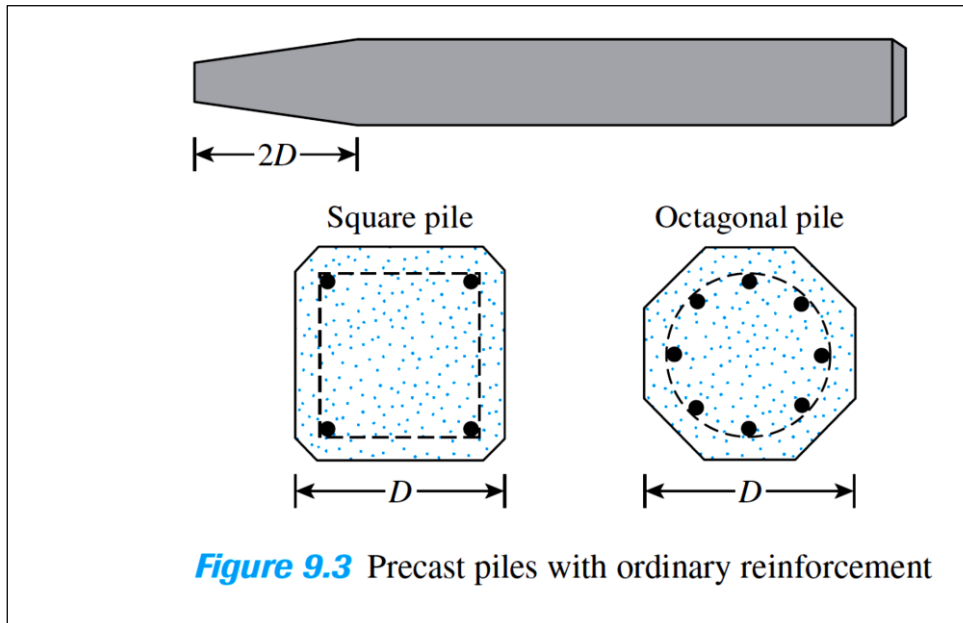 2D
Square pile
Octagonal pile
D
D
Figure 9.3 Precast piles with ordinary reinforcement